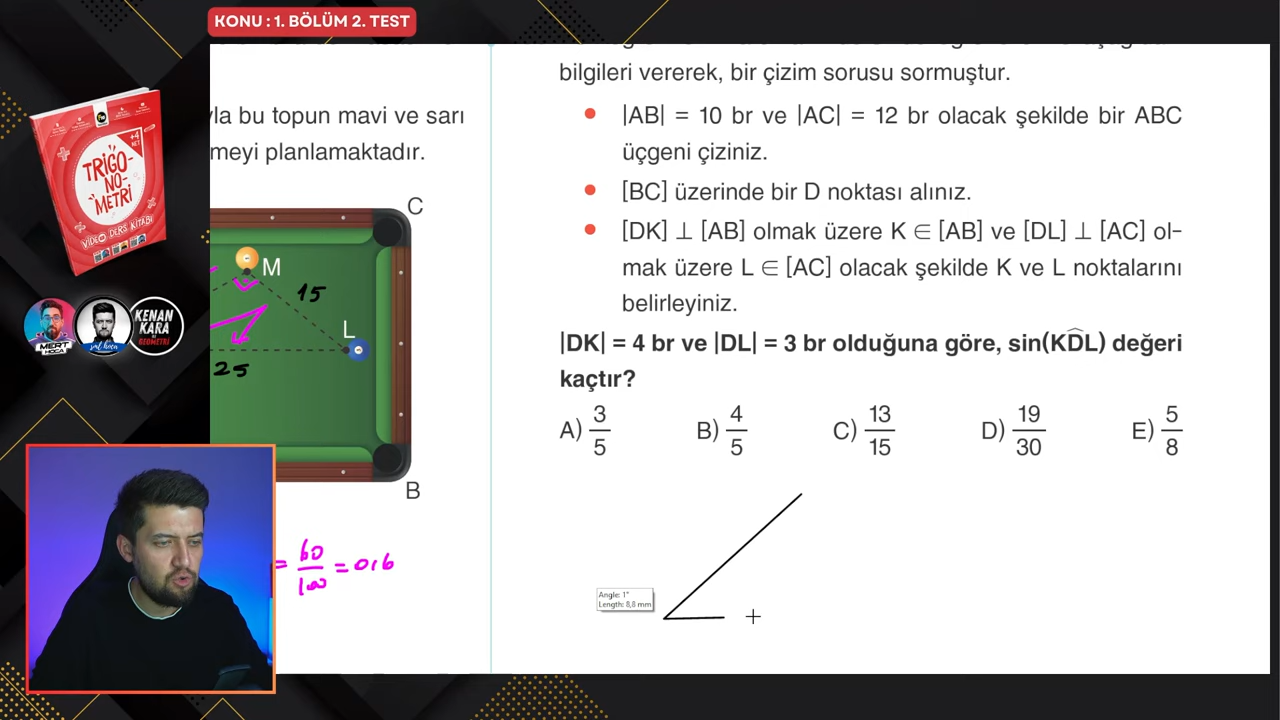 KONU : 1. BÖLÜM 2. TEST
+4
NET
TRİGO-
NO-
METRİ
VİDEO DERS KİTABI
MERT
HOCA
KENAN
KARA
GEOMETRİ
yla bu topun mavi ve sarı
meyi planlamaktadır.
C
M
15
L
25
B
= 60/100 = 0,6
bilgileri vererek, bir çizim sorusu sormuştur.
• |AB| = 10 br ve |AC| = 12 br olacak şekilde bir ABC
üçgeni çiziniz.
• [BC] üzerinde bir D noktası alınız.
• [DK] ⊥ [AB] olmak üzere K ∈ [AB] ve [DL] ⊥ [AC] ol-
mak üzere L ∈ [AC] olacak şekilde K ve L noktalarını
belirleyiniz.
|DK| = 4 br ve |DL| = 3 br olduğuna göre, sin(KDL) değeri
kaçtır?
A) 3/5 B) 4/5 C) 13/15 D) 19/30 E) 5/8
Angle: 1°
Length: 8,8 mm